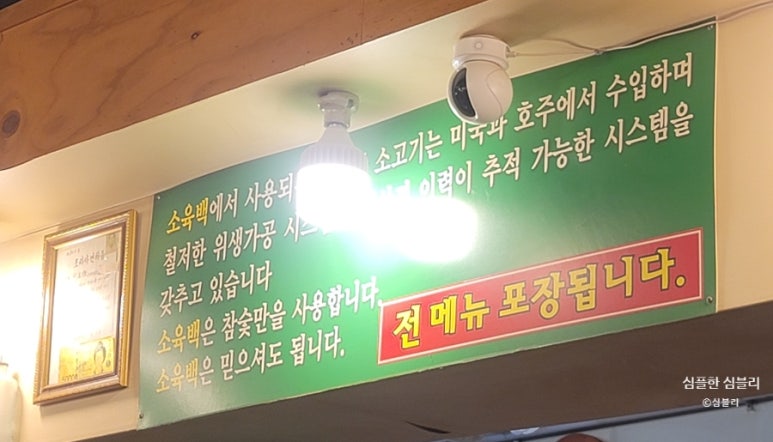 소육백에서 사용되 소고기는 미국과 호주에서 수입하며
철저한 위생가공 시스 이력이 추적 가능한 시스템을
갖추고 있습니다
소육백은 참숯만을 사용합니다.
소육백은 믿으셔도 됩니다.
전 메뉴 포장됩니다.
심플한 심블리
©심블리